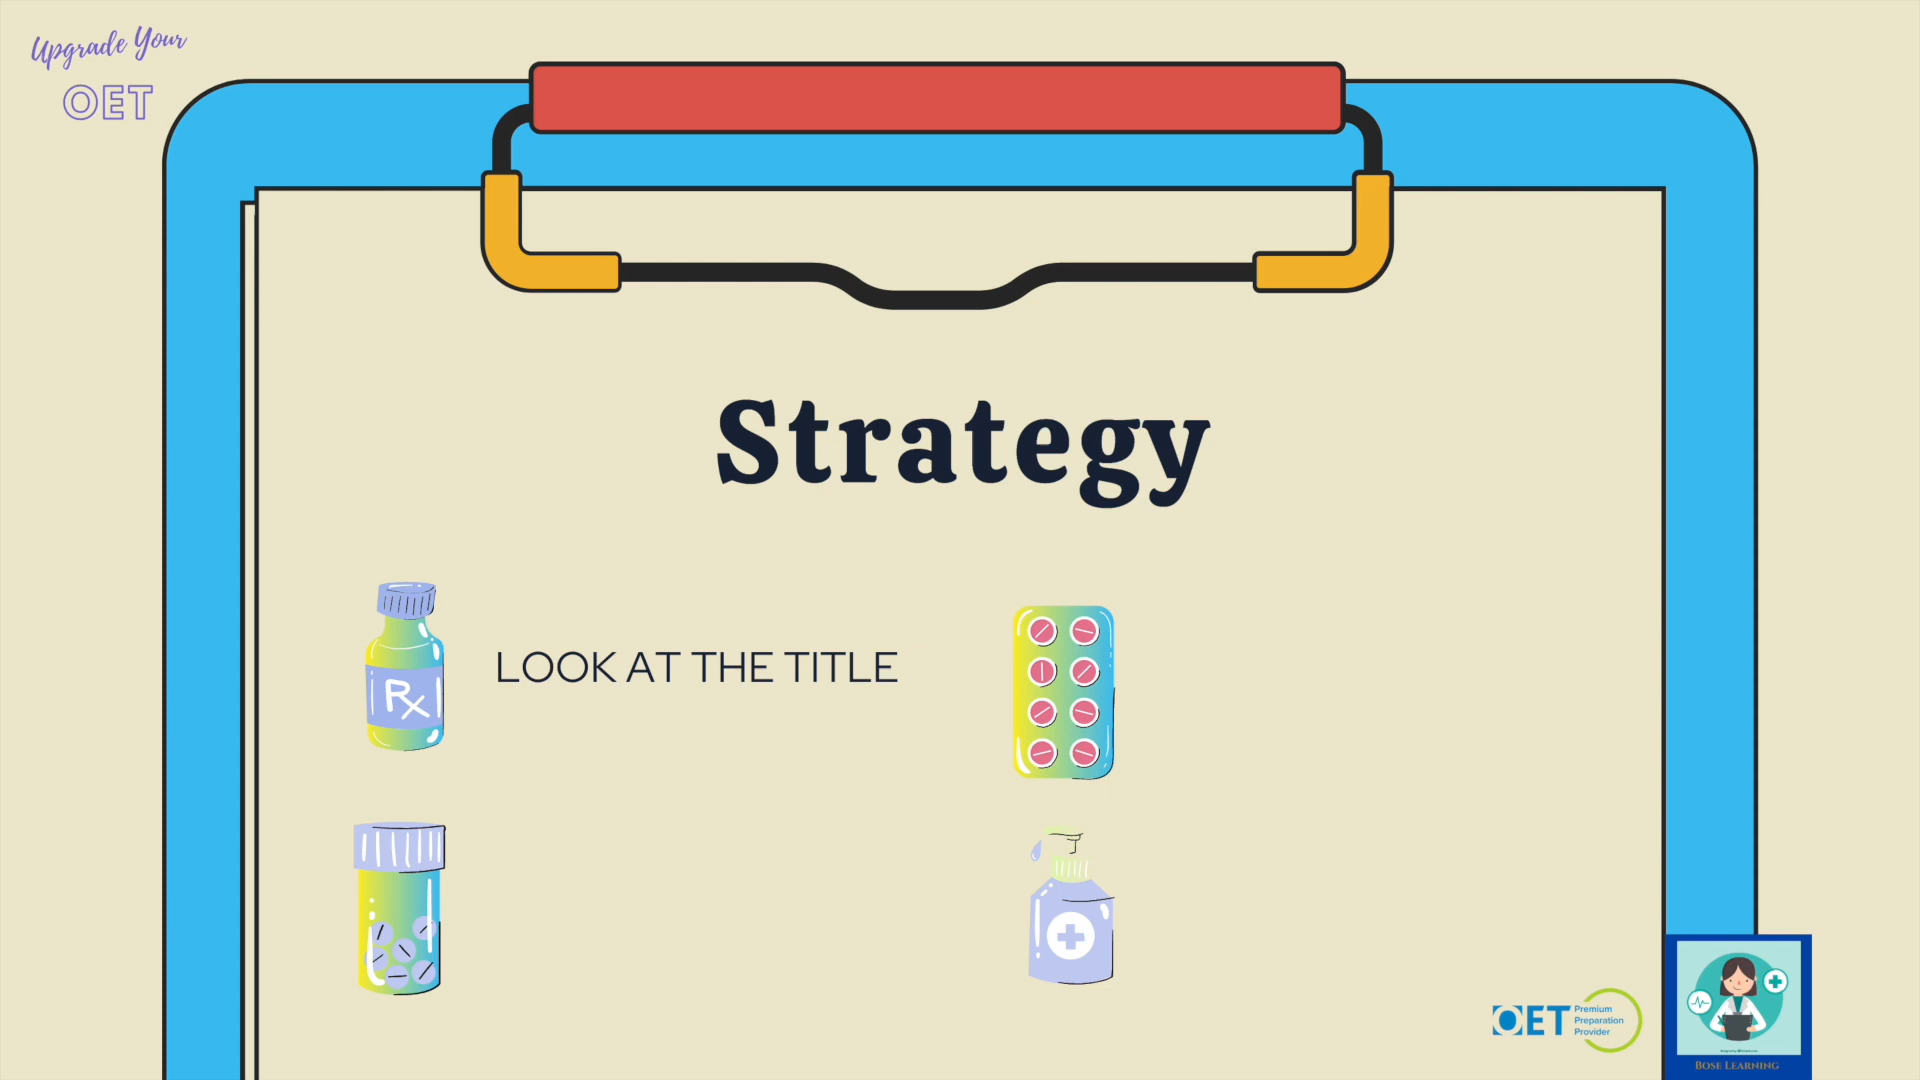 Upgrade Your
OET
Strategy
Rx
LOOK AT THE TITLE
OET
Premium
Preparation
Provider
BOSE LEARNING